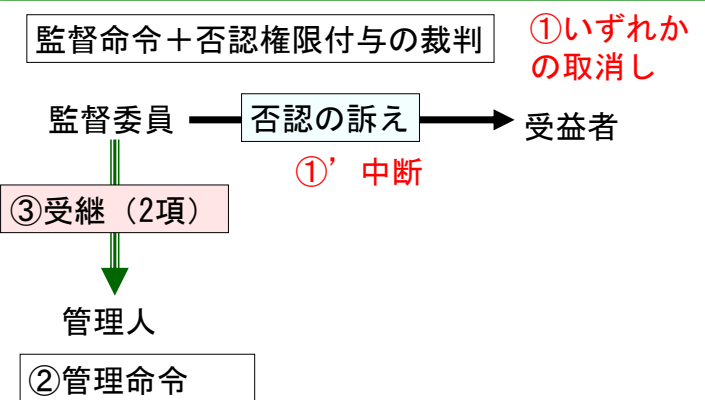 監督命令＋否認権限付与の裁判
①いずれか
の取消し
監督委員
否認の訴え
受益者
①’中断
③受継（2項）
管理人
②管理命令